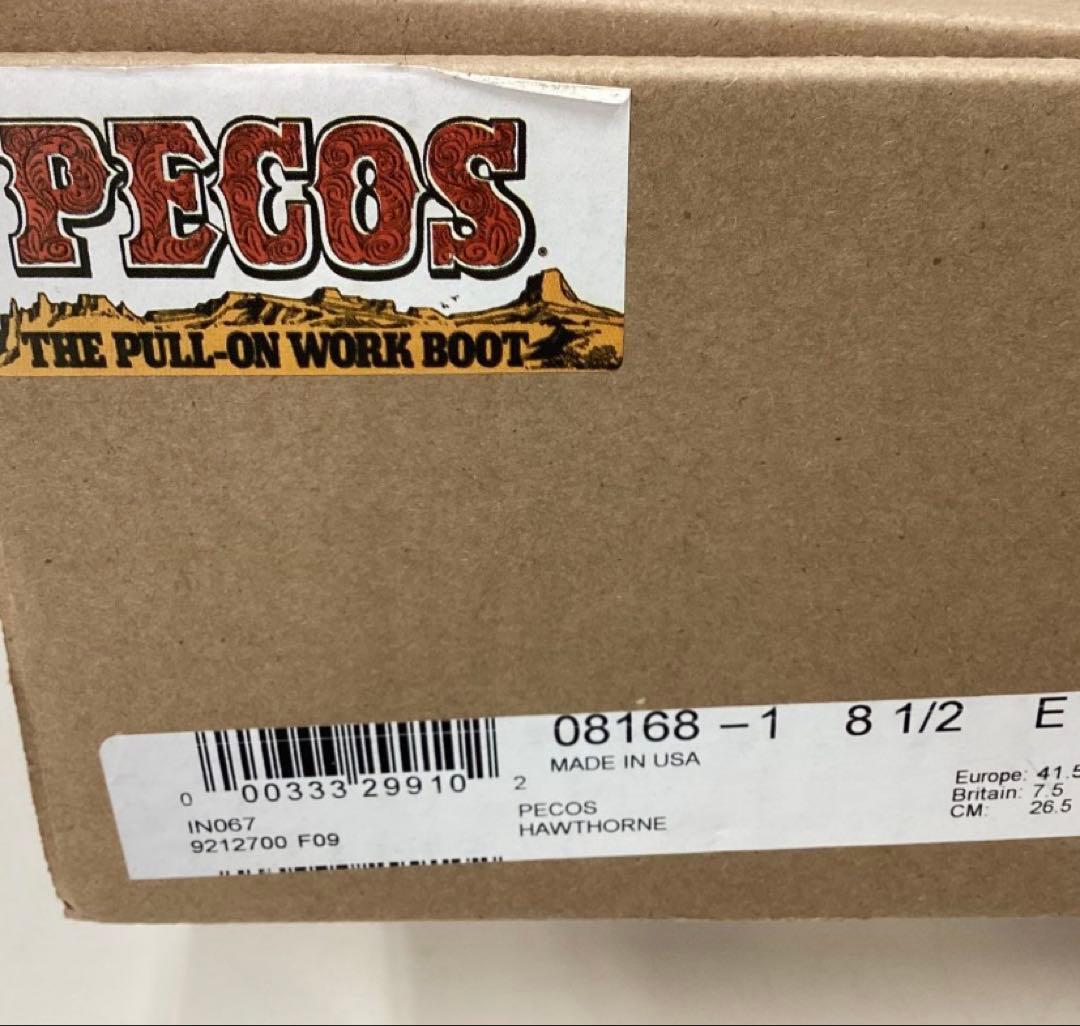 PECOS.
THE PULL-ON WORK BOOT
08168 - 1 8 1/2 E
MADE IN USA
0 00333 29910 2
IN067
9212700 F09
PECOS
HAWTHORNE
Europe: 41.5
Britain: 7.5
CM: 26.5